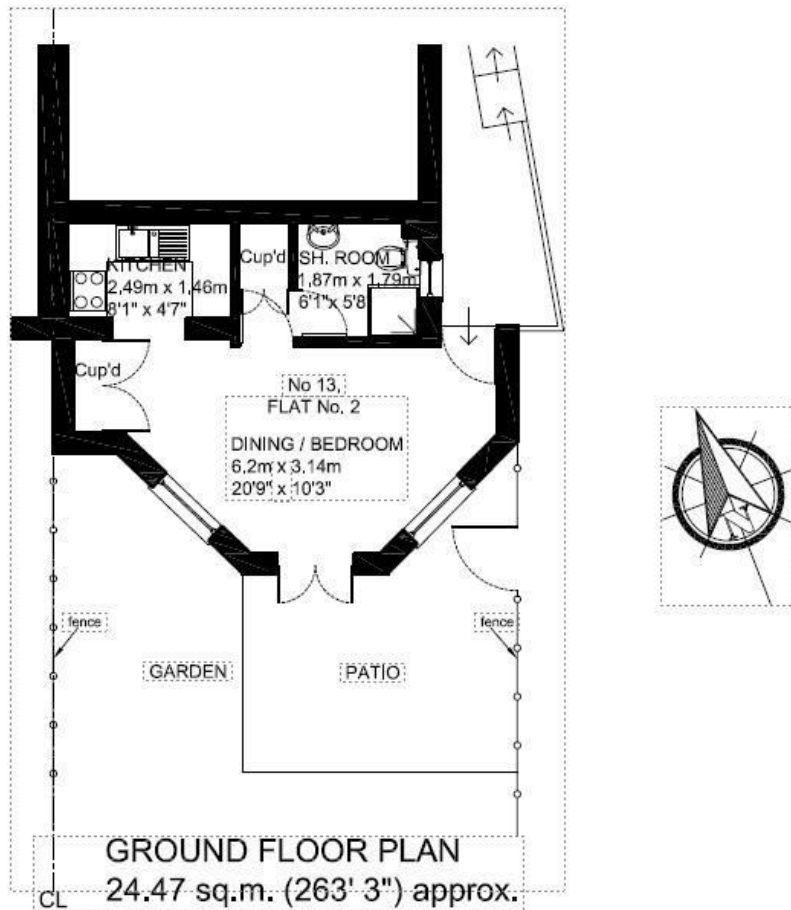 KITCHEN
2,49m x 1,46m
8'1" x 4'7"
Cup'd
SH. ROOM
1,87m x 1,79m
6'1"x 5'8
Cup'd
No 13,
FLAT No. 2
DINING / BEDROOM
6,2m x 3,14m
20'9" x 10'3"
N
fence
fence
GARDEN
PATIO
GROUND FLOOR PLAN
24.47 sq.m. (263' 3") approx.
CL